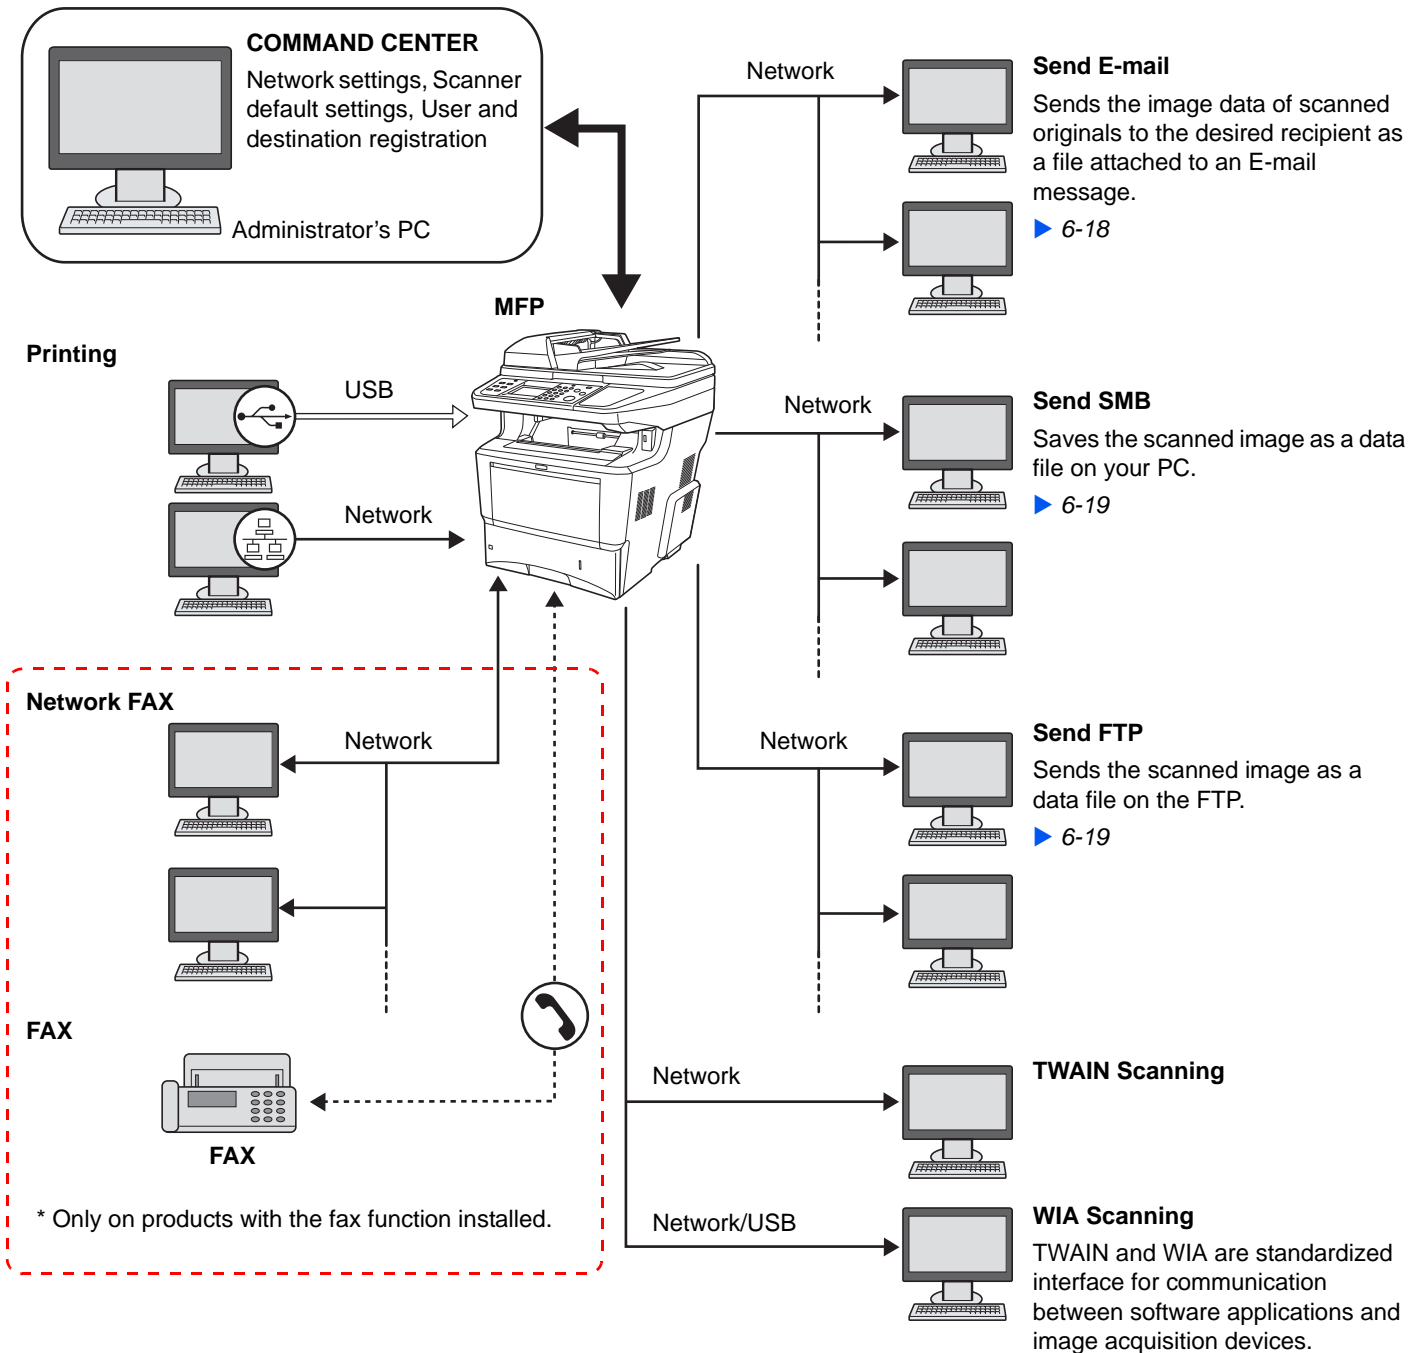 COMMAND CENTER
Network settings, Scanner
default settings, User and
destination registration
Administrator's PC
MFP
Printing
USB
Network
Network FAX
Network
FAX
FAX
* Only on products with the fax function installed.
Network
Send E-mail
Sends the image data of scanned
originals to the desired recipient as
a file attached to an E-mail
message.
▶ 6-18
Network
Send SMB
Saves the scanned image as a data
file on your PC.
▶ 6-19
Network
Send FTP
Sends the scanned image as a
data file on the FTP.
▶ 6-19
Network
TWAIN Scanning
Network/USB
WIA Scanning
TWAIN and WIA are standardized
interface for communication
between software applications and
image acquisition devices.